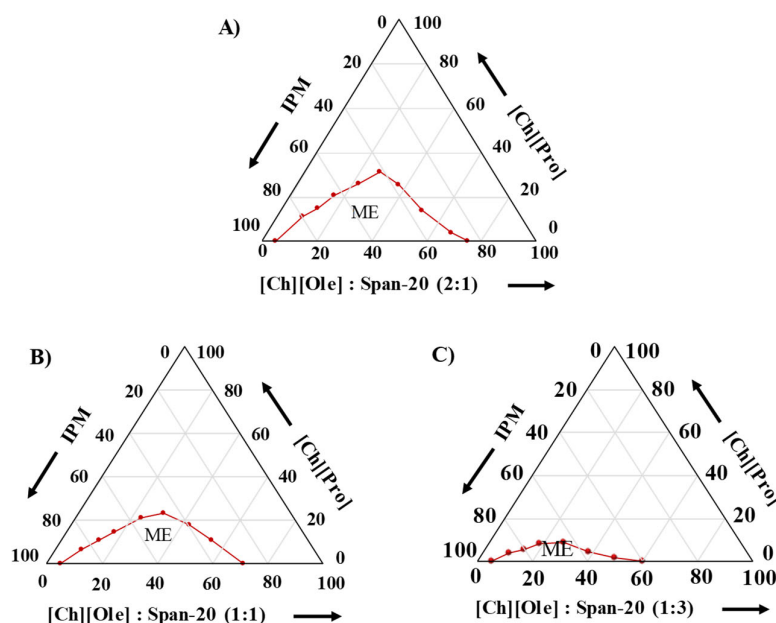 A)
0 100
20 80
IPM
40 60
[Ch][Pro]
60 40
80 20
ME
100 0
0 20 40 60 80 100
[Ch][Ole] : Span-20 (2:1)
B)
0 100
20 80
IPM
40 60
[Ch][Pro]
60 40
80 20
ME
100 0
0 20 40 60 80 100
[Ch][Ole] : Span-20 (1:1)
C)
0 100
20 80
IPM
40 60
[Ch][Pro]
60 40
80 20
ME
100 0
0 20 40 60 80 100
[Ch][Ole] : Span-20 (1:3)